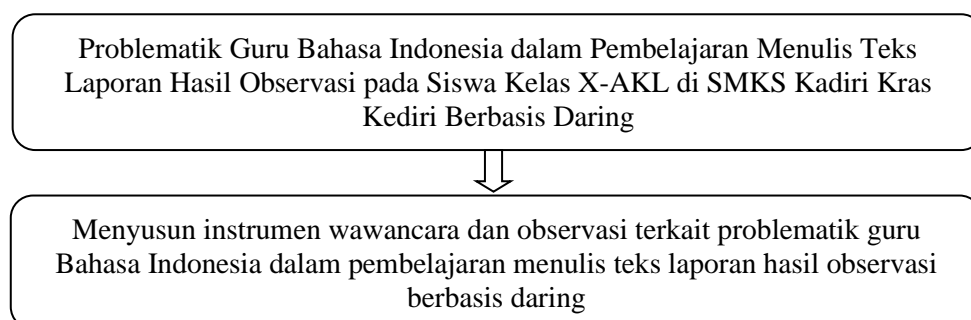 Problematik Guru Bahasa Indonesia dalam Pembelajaran Menulis Teks
Laporan Hasil Observasi pada Siswa Kelas X-AKL di SMKS Kadiri Kras
Kediri Berbasis Daring
Menyusun instrumen wawancara dan observasi terkait problematik guru
Bahasa Indonesia dalam pembelajaran menulis teks laporan hasil observasi
berbasis daring